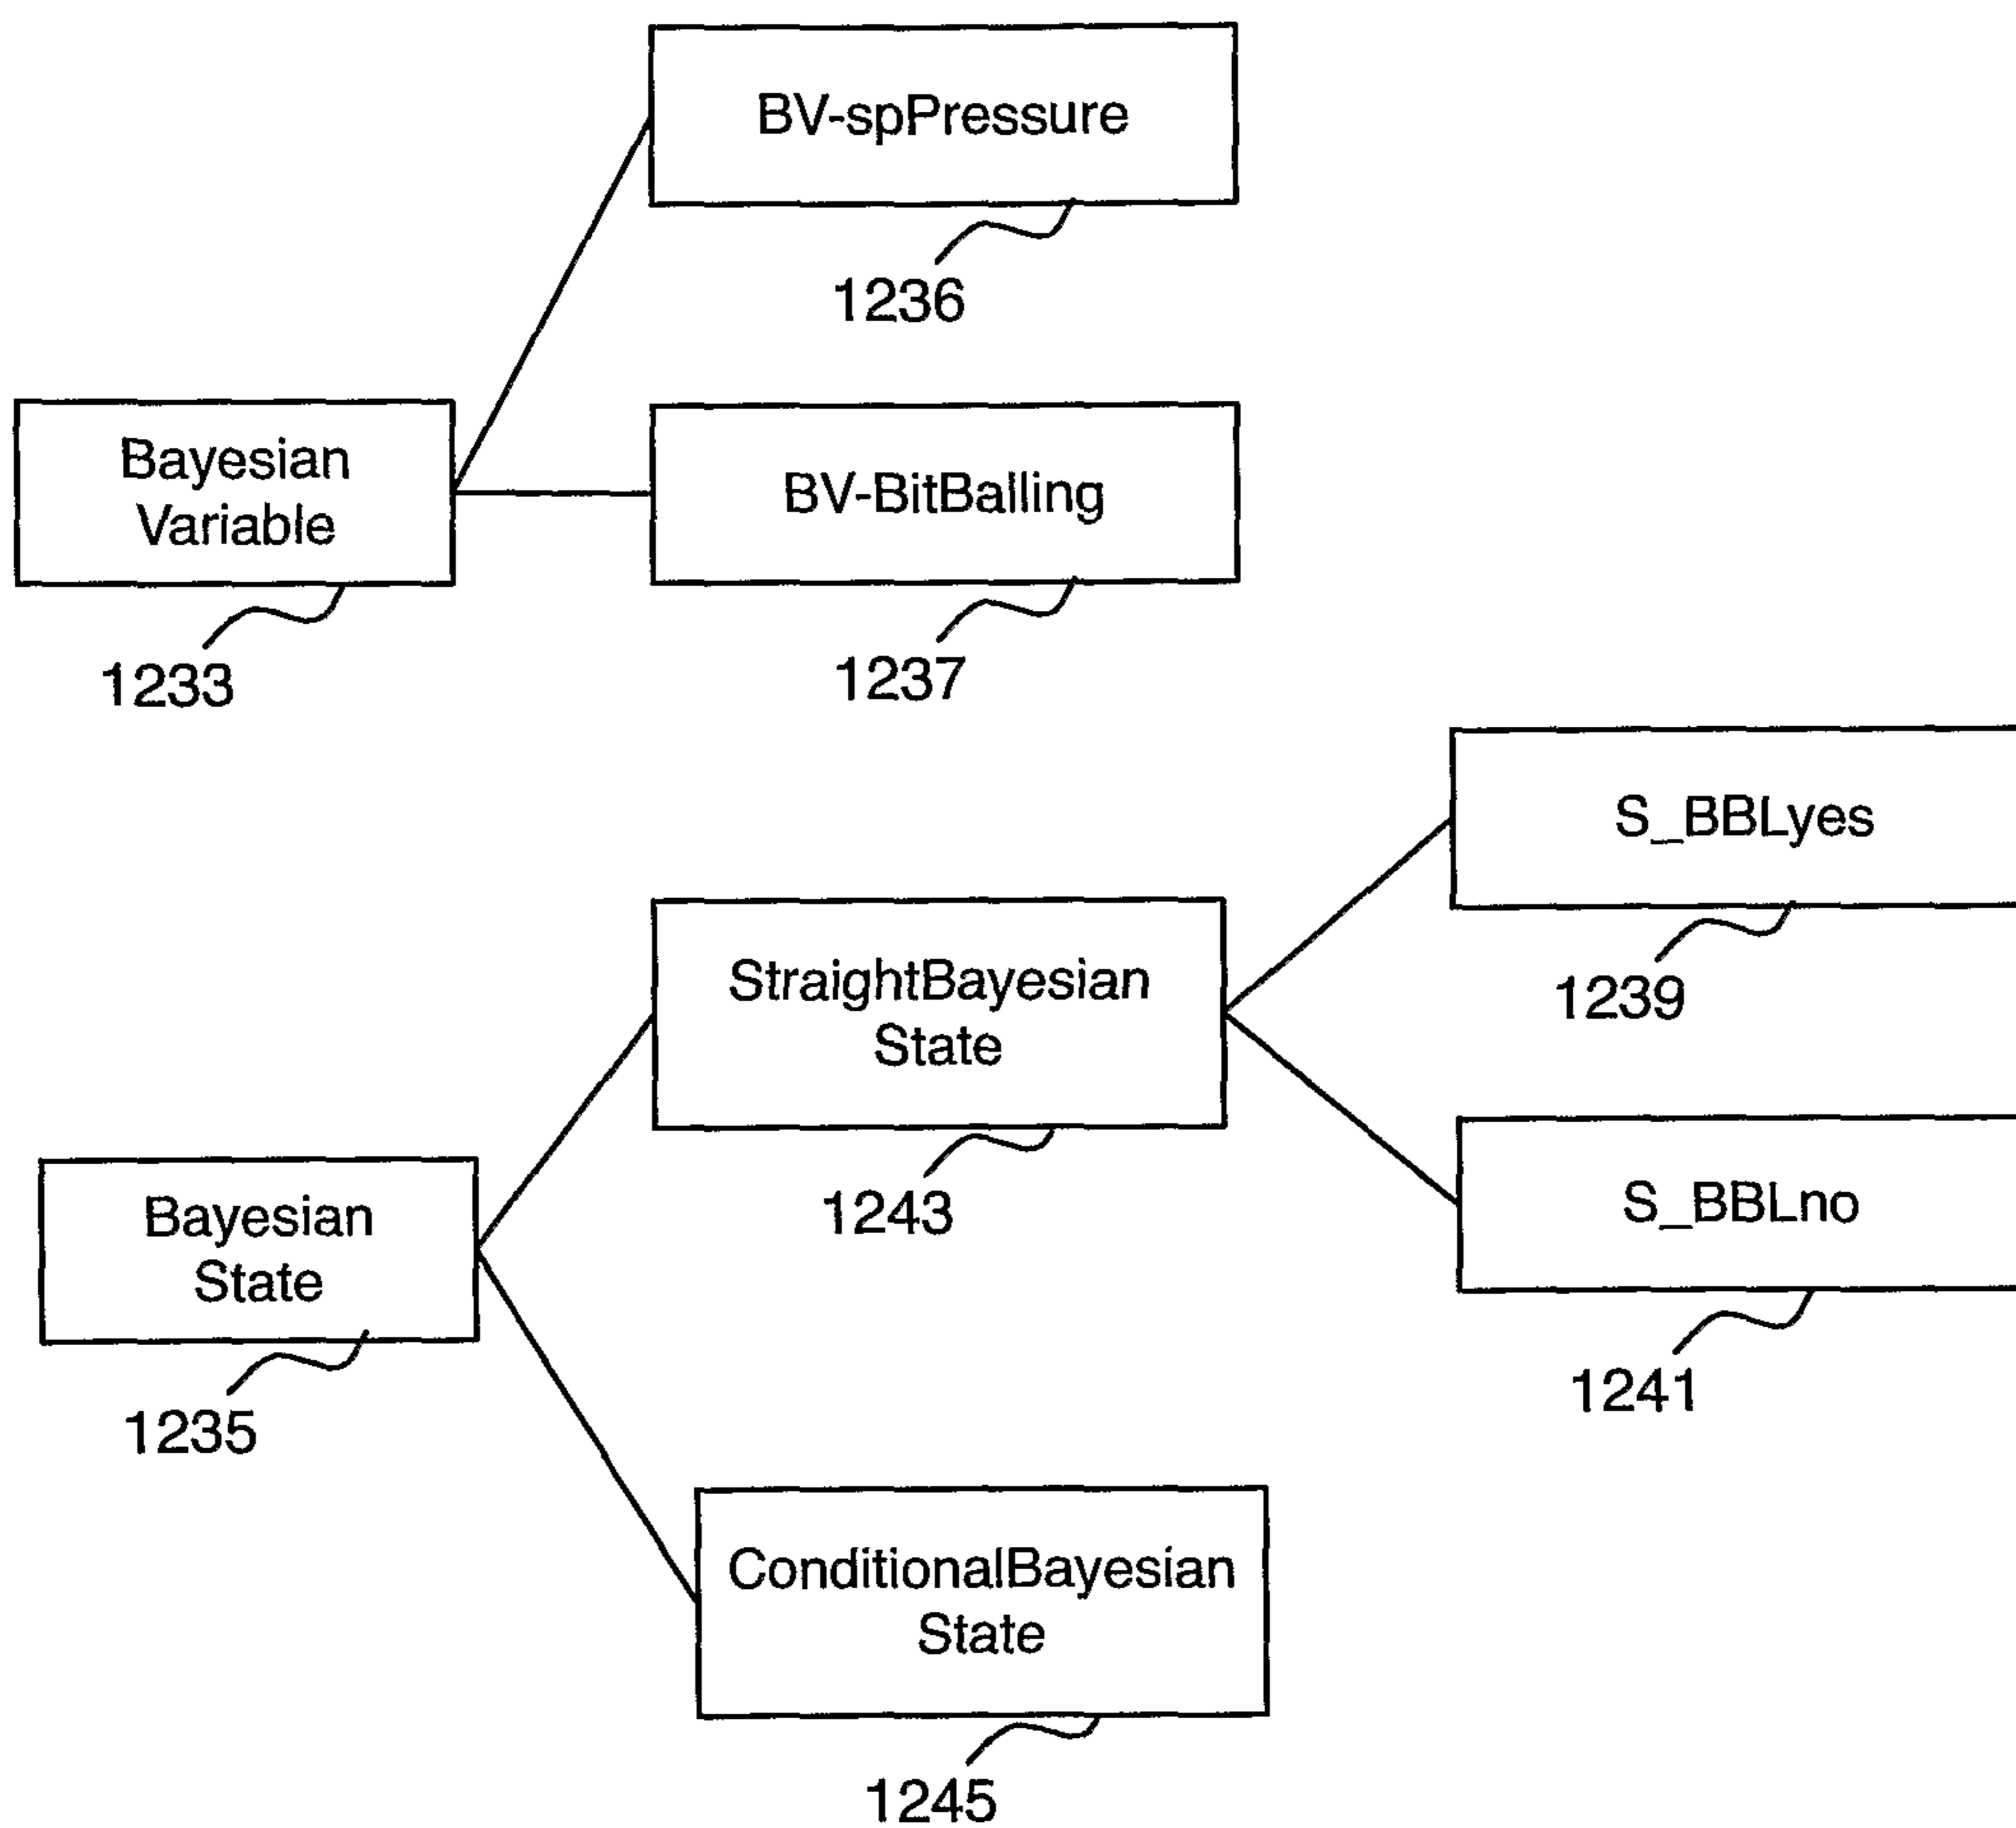 BV-spPressure
1236
Bayesian
Variable
1233
BV-BitBalling
1237
S_BBLyes
1239
StraightBayesian
State
1243
S_BBLno
1241
Bayesian
State
1235
ConditionalBayesian
State
1245